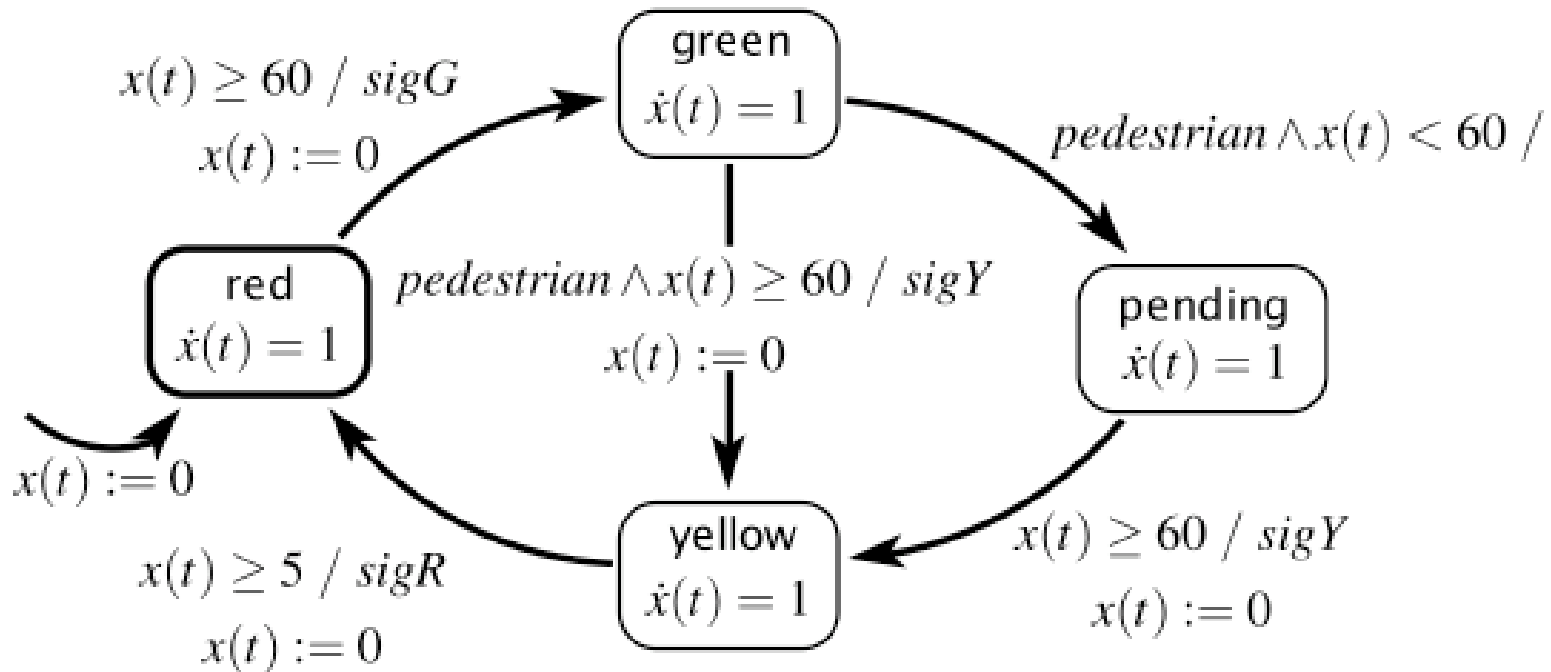 green
ẋ(t) = 1
x(t) ≥ 60 / sigG
x(t) := 0
pedestrian ∧ x(t) < 60 /
red
ẋ(t) = 1
pedestrian ∧ x(t) ≥ 60 / sigY
x(t) := 0
pending
ẋ(t) = 1
x(t) := 0
yellow
ẋ(t) = 1
x(t) ≥ 5 / sigR
x(t) := 0
x(t) ≥ 60 / sigY
x(t) := 0